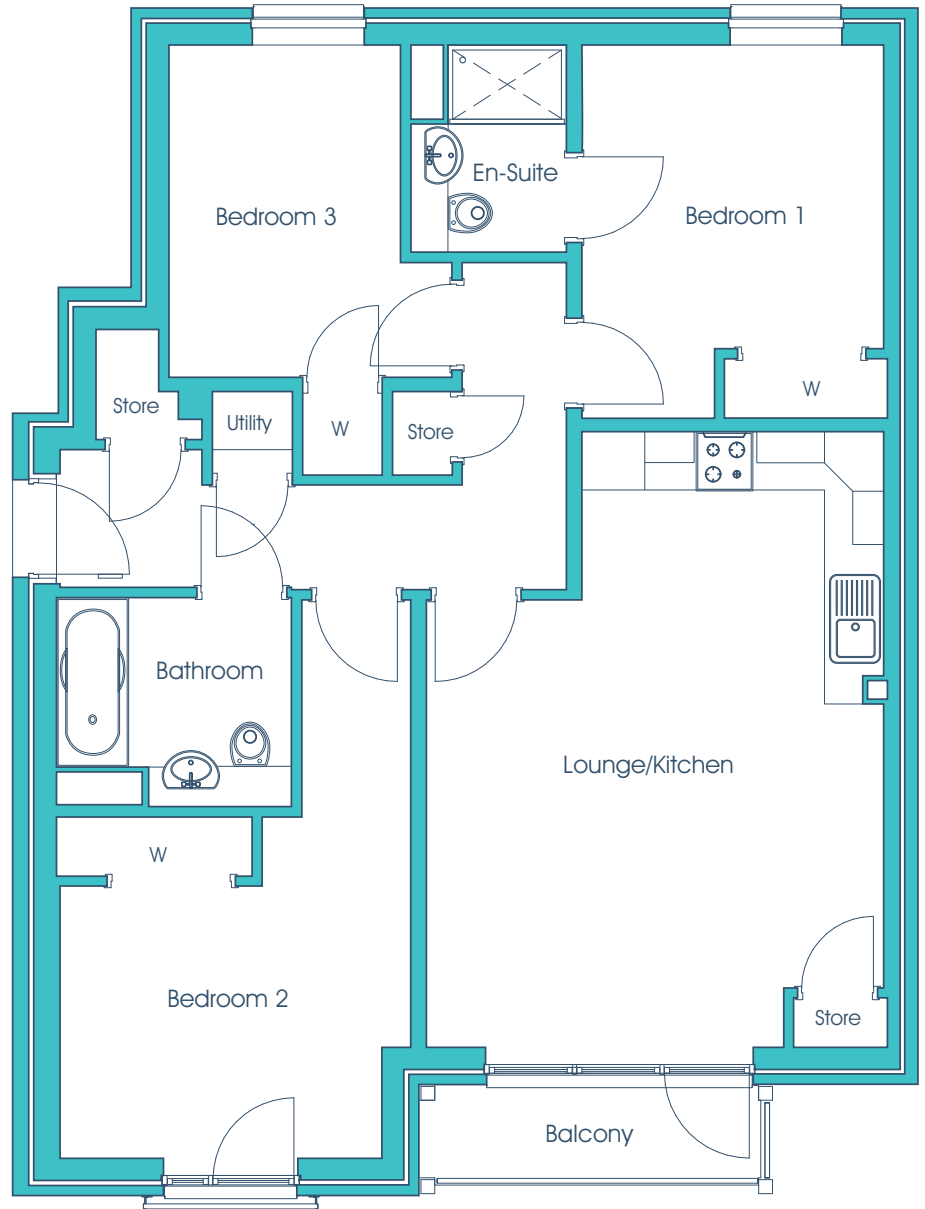 En-Suite
Bedroom 3
Bedroom 1
W
Store
Utility
W
Store
Bathroom
Lounge/Kitchen
W
Bedroom 2
Store
Balcony